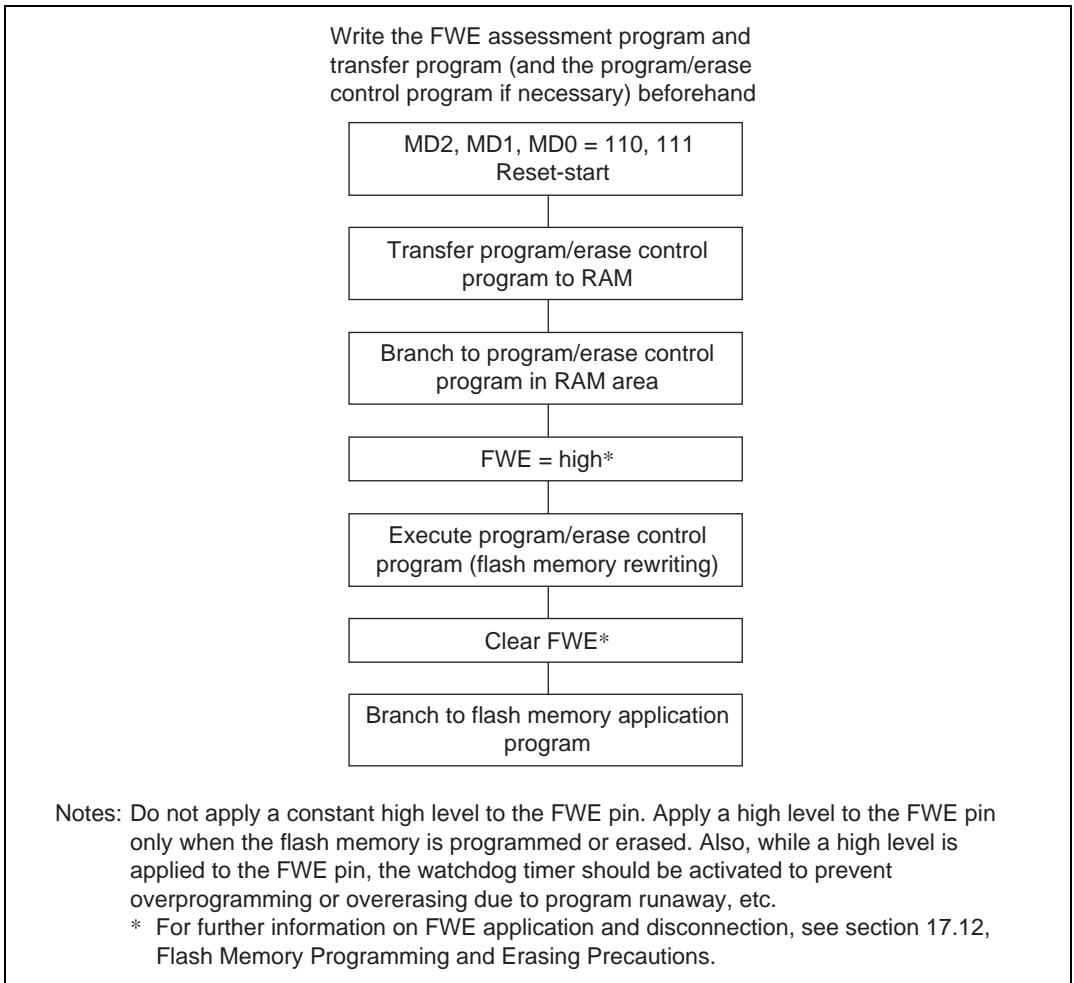 Write the FWE assessment program and
transfer program (and the program/erase
control program if necessary) beforehand
MD2, MD1, MD0 = 110, 111
Reset-start
Transfer program/erase control
program to RAM
Branch to program/erase control
program in RAM area
FWE = high*
Execute program/erase control
program (flash memory rewriting)
Clear FWE*
Branch to flash memory application
program
Notes: Do not apply a constant high level to the FWE pin. Apply a high level to the FWE pin
only when the flash memory is programmed or erased. Also, while a high level is
applied to the FWE pin, the watchdog timer should be activated to prevent
overprogramming or overerasing due to program runaway, etc.
* For further information on FWE application and disconnection, see section 17.12,
Flash Memory Programming and Erasing Precautions.